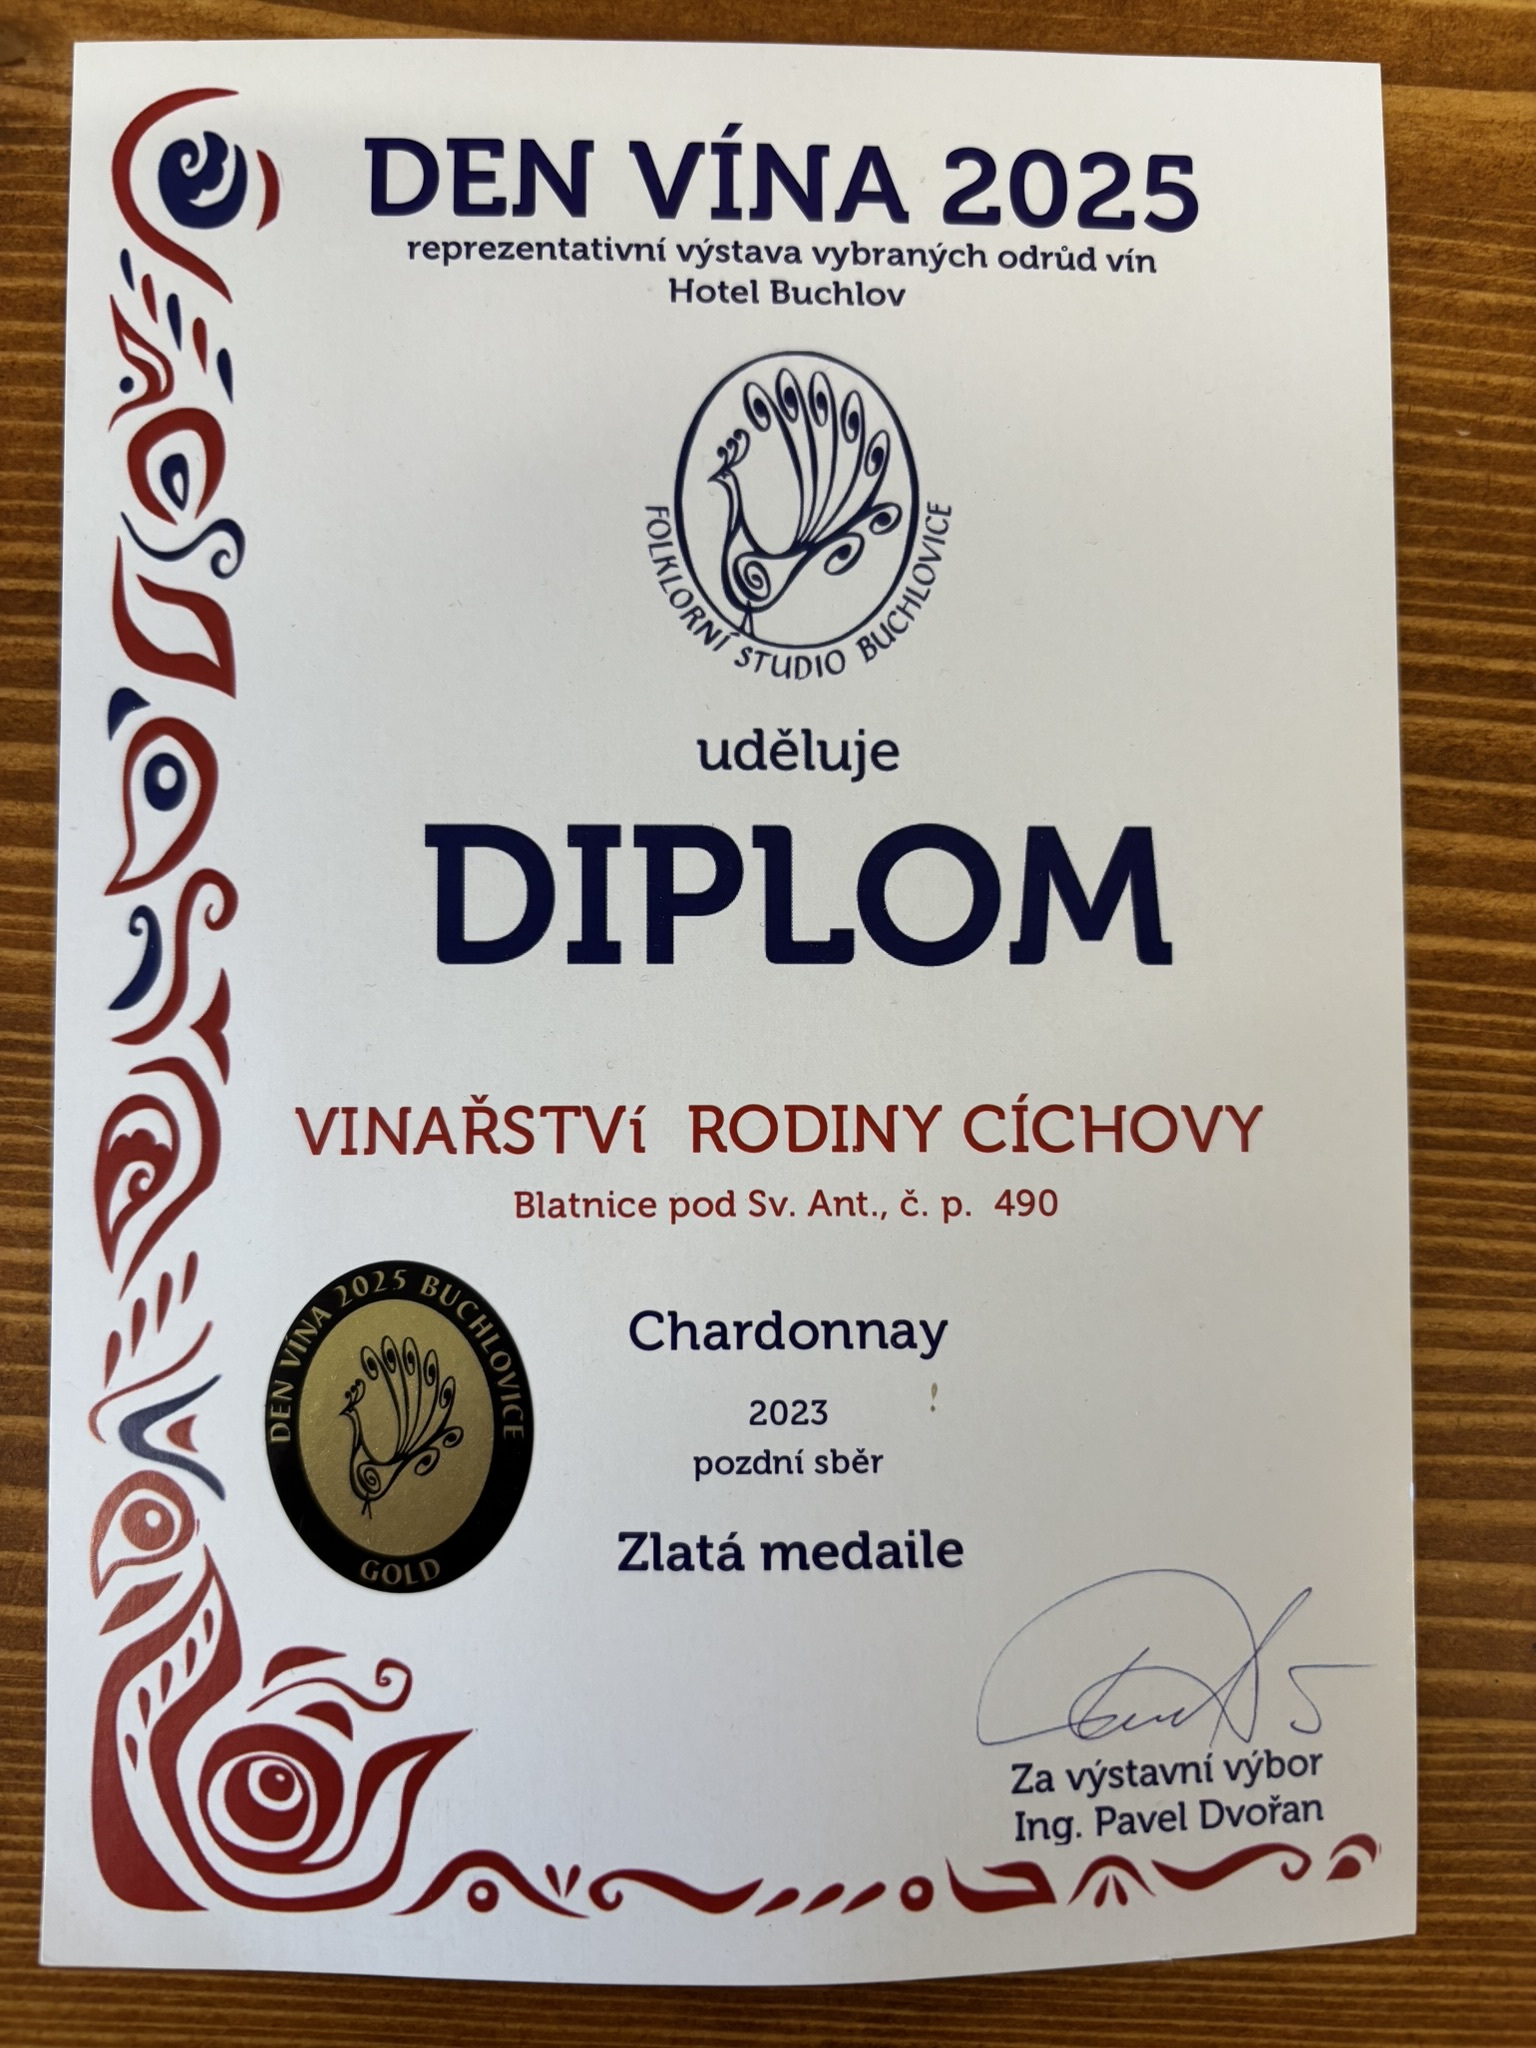 DEN VÍNA 2025
reprezentativní výstava vybraných odrůd vín
Hotel Buchlov
FOLKLORNÍ STUDIO BUCHLOVICE
uděluje
DIPLOM
VINAŘSTVí RODINY CÍCHOVY
Blatnice pod Sv. Ant., č. p. 490
DEN VÍNA 2025 BUCHLOVICE
GOLD
Chardonnay
2023
pozdní sběr
Zlatá medaile
Za výstavní výbor
Ing. Pavel Dvořan